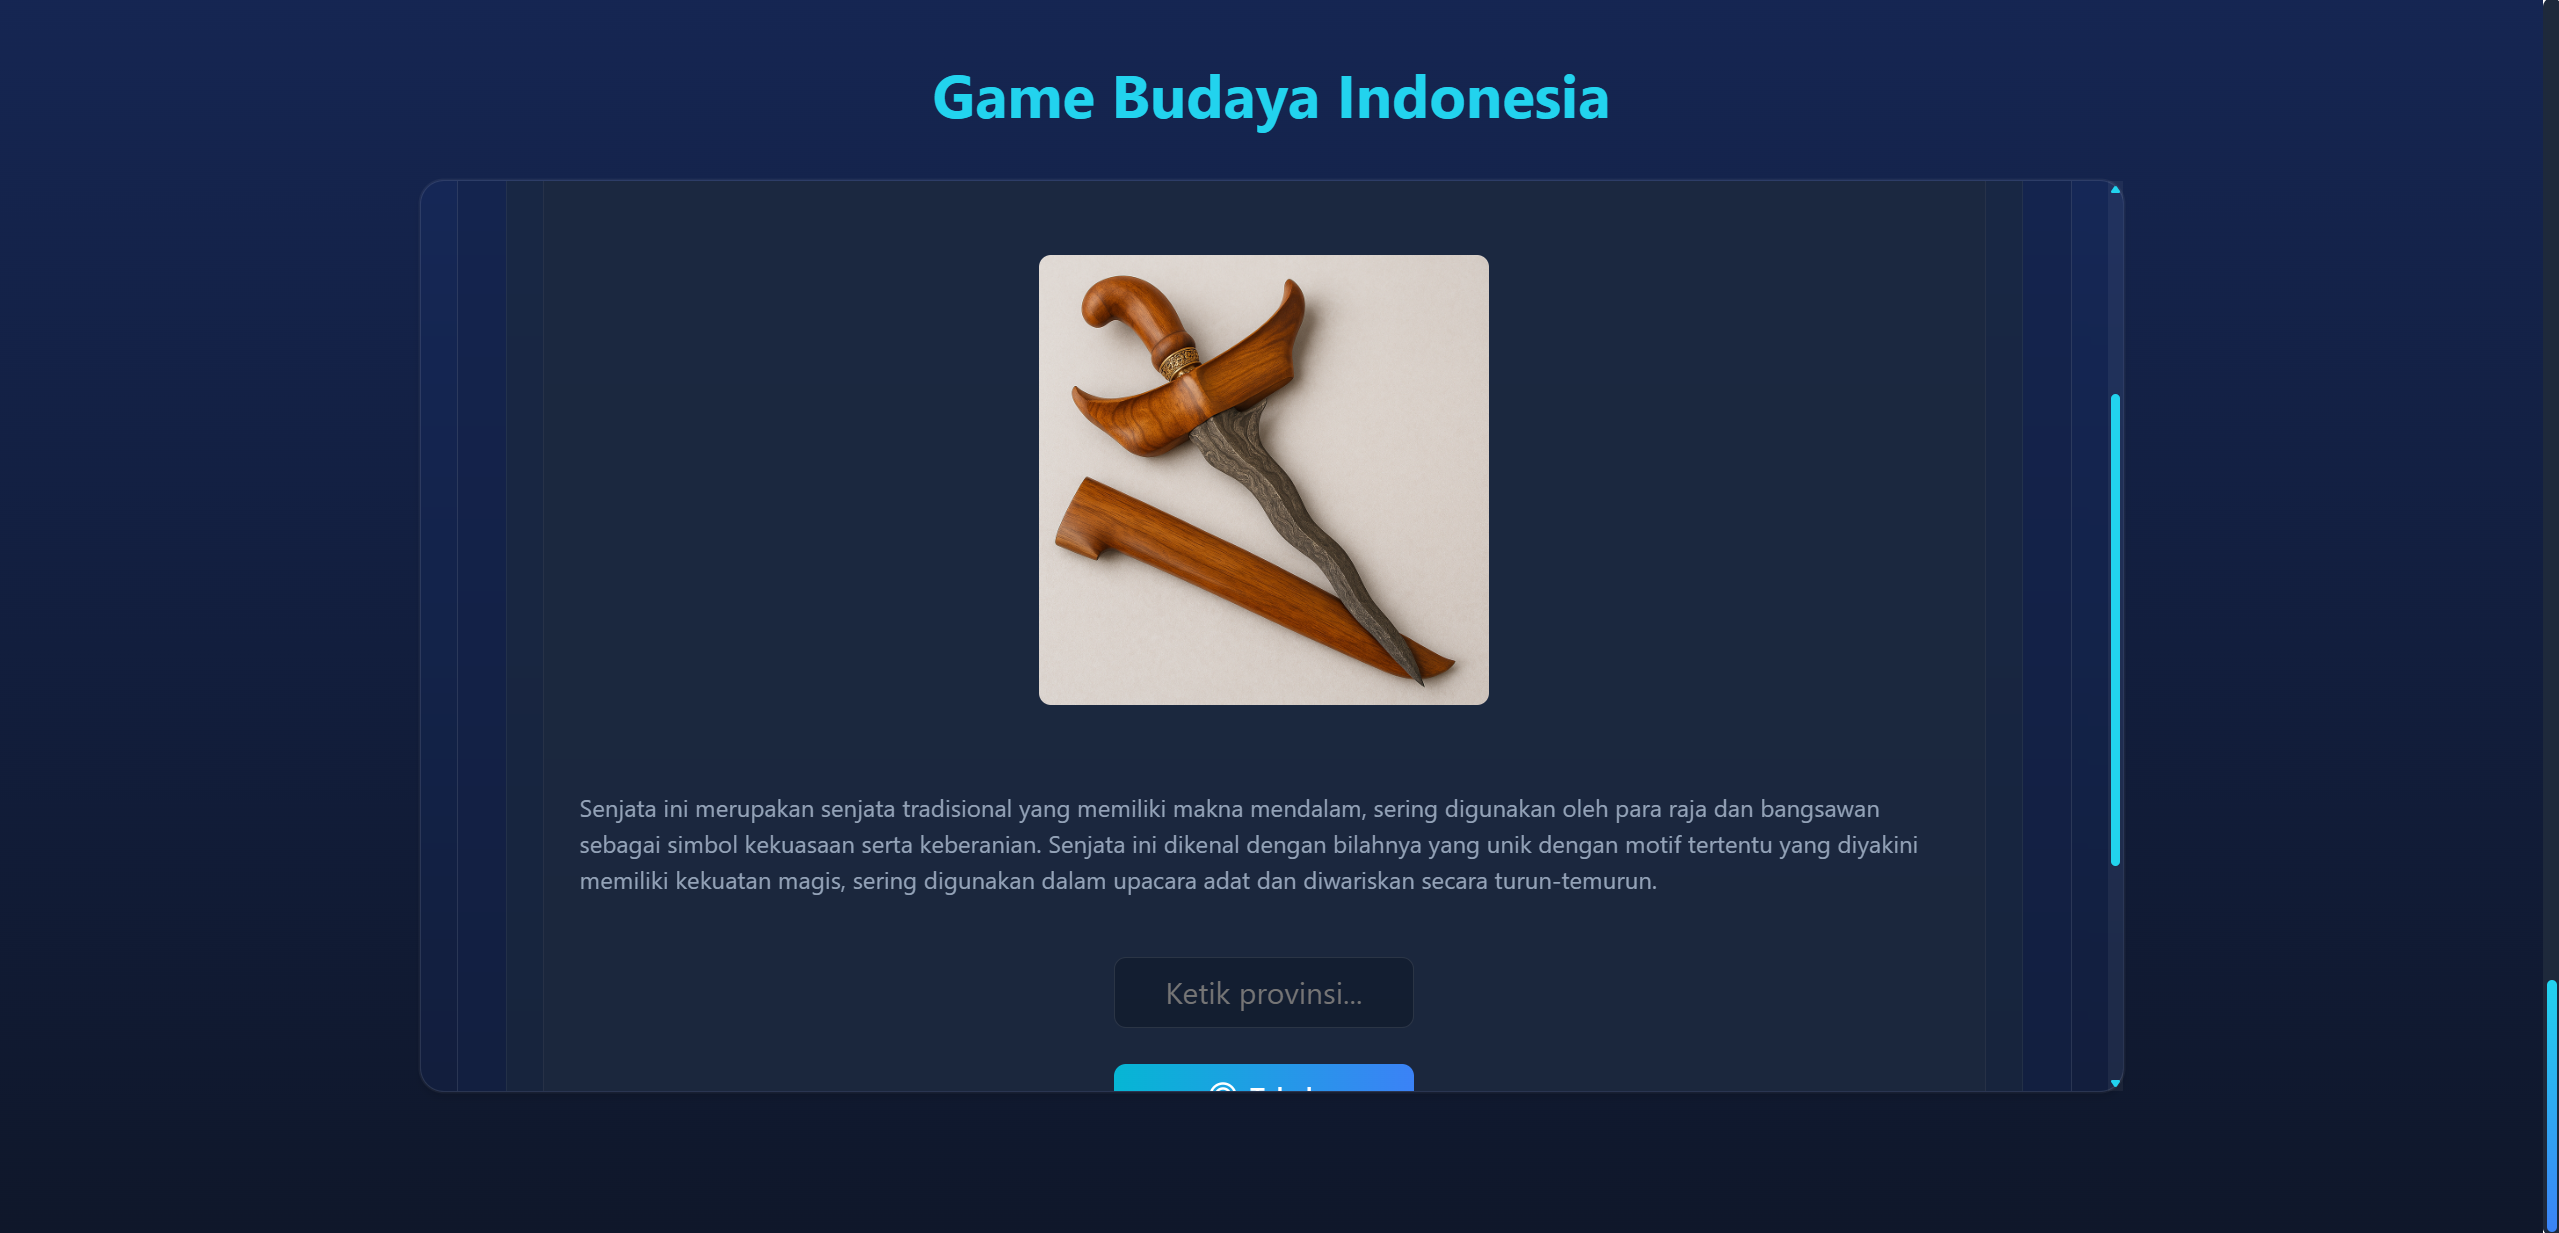 Game Budaya Indonesia
Senjata ini merupakan senjata tradisional yang memiliki makna mendalam, sering digunakan oleh para raja dan bangsawan
sebagai simbol kekuasaan serta keberanian. Senjata ini dikenal dengan bilahnya yang unik dengan motif tertentu yang diyakini
memiliki kekuatan magis, sering digunakan dalam upacara adat dan diwariskan secara turun-temurun.
Ketik provinsi...